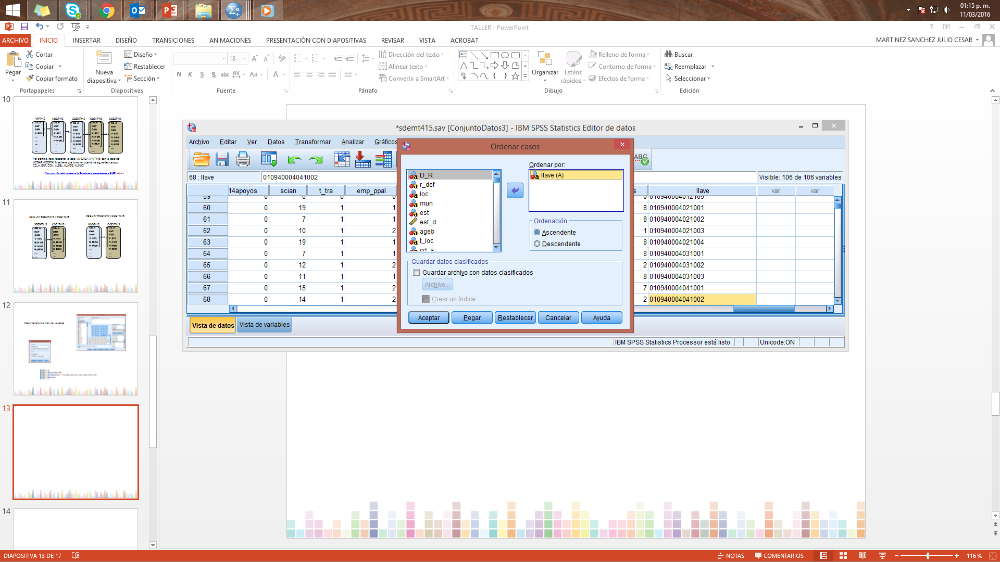 01:15 p. m.
11/03/2016
TALLER - PowerPoint
ARCHIVO INICIO INSERTAR DISEÑO TRANSICIONES ANIMACIONES PRESENTACIÓN CON DIAPOSITIVAS REVISAR VISTA ACROBAT
MARTINEZ SANCHEZ JULIO CESAR
Pegar
Cortar
Copiar
Copiar formato
Portapapeles
Nueva
diapositiva
Diseño
Restablecer
Sección
Diapositivas
18
N K S S abc AV Aa A
Fuente
Dirección del texto
Alinear texto
Convertir a SmartArt
Párrafo
Organizar
Estilos
rápidos
Relleno de forma
Contorno de forma
Efectos de forma
Dibujo
Buscar
Reemplazar
Seleccionar
Edición
10
Por ejemplo, para relacionar la tabla VIVIENDA (VIVT415) con la tabla de
HOGAR (HOGT415) se tiene que tomar en cuenta los siguientes campos:
CD_A, ENT, CON, V_SEL, N_HOG, H_MUD
11
Para unir SDEMT415 y COE1T415
Para unir HOGT415 y COE1T415
12
Menú transformar/calcular variable:
13
14
*sdemt415.sav [ConjuntoDatos3] - IBM SPSS Statistics Editor de datos
Archivo Editar Ver Datos Transformar Analizar Gráficos
68 : llave
010940004041002
Visible: 106 de 106 variables
14apoyos scian t_tra emp_ppal s llave var var
59 0 0 0 0 0 010940004012105
60 0 19 1 1 8 010940004021001
61 0 7 1 1 8 010940004021002
62 0 10 1 2 1 010940004021003
63 0 19 1 1 8 010940004021004
64 0 7 1 1 8 010940004031001
65 0 12 1 2 2 010940004031002
66 0 11 1 1 8 010940004031003
67 0 15 1 2 7 010940004041001
68 0 14 1 2 2 010940004041002
Vista de datos Vista de variables
IBM SPSS Statistics Processor está listo
Unicode:ON
Ordenar casos
D_R
r_def
loc
mun
est
est_d
ageb
t_loc
cd_a
Ordenar por:
llave (A)
Ordenación
Ascendente
Descendente
Guardar datos clasificados
Guardar archivo con datos clasificados
Archivo...
Crear un índice
Aceptar Pegar Restablecer Cancelar Ayuda
DIAPOSITIVA 13 DE 17
NOTAS COMENTARIOS 116 %